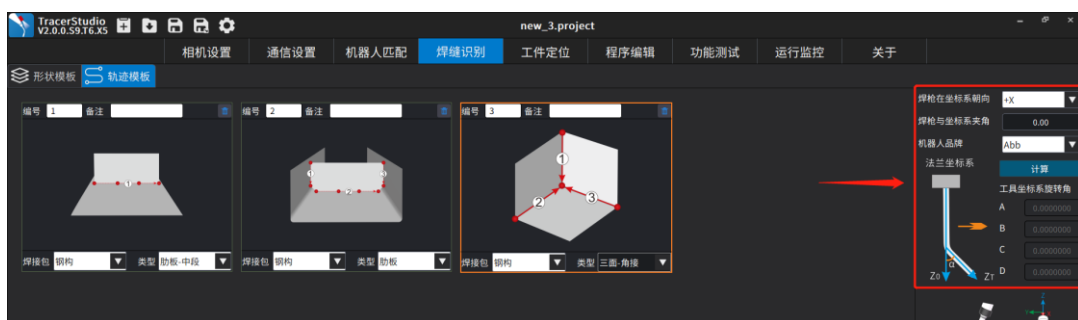 TracerStudio
V2.0.0.S9.T6.X5
new_3.project
相机设置 通信设置 机器人匹配 焊缝识别 工件定位 程序编辑 功能测试 运行监控 关于
形状模板 轨迹模板
编号 1 备注
编号 2 备注
编号 3 备注
1
1 2 3
1
2 3
焊接包 钢构 类型 肋板-中段
焊接包 钢构 类型 肋板
焊接包 钢构 类型 三面-角接
焊枪在坐标系朝向 +X
焊枪与坐标系夹角 0.00
机器人品牌 Abb
法兰坐标系 计算
工具坐标系旋转角
A 0.0000000
B 0.0000000
C 0.0000000
D 0.0000000
α
Z0 ZT
Z